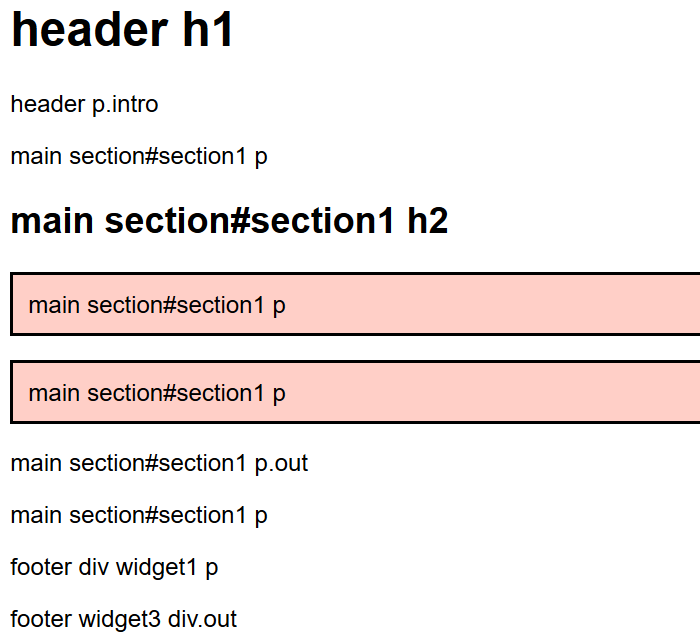 header h1
header p.intro
main section#section1 p
main section#section1 h2
main section#section1 p
main section#section1 p
main section#section1 p.out
main section#section1 p
footer div widget1 p
footer widget3 div.out